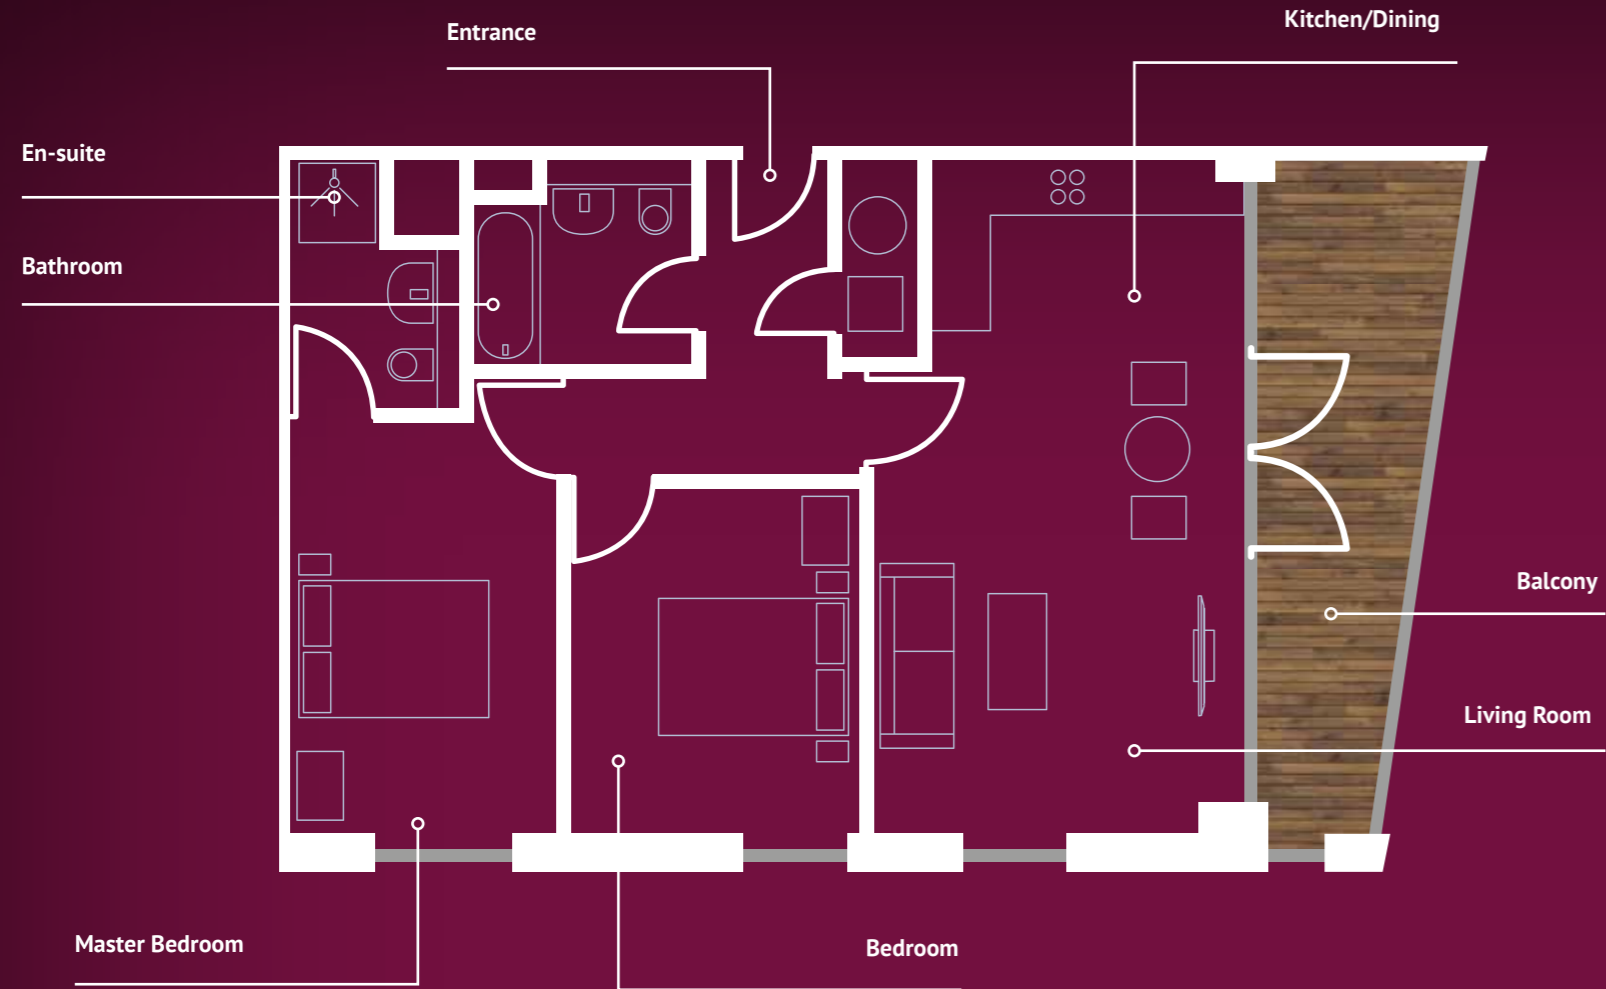 Kitchen/Dining
Entrance
En-suite
Bathroom
Balcony
Living Room
Master Bedroom
Bedroom